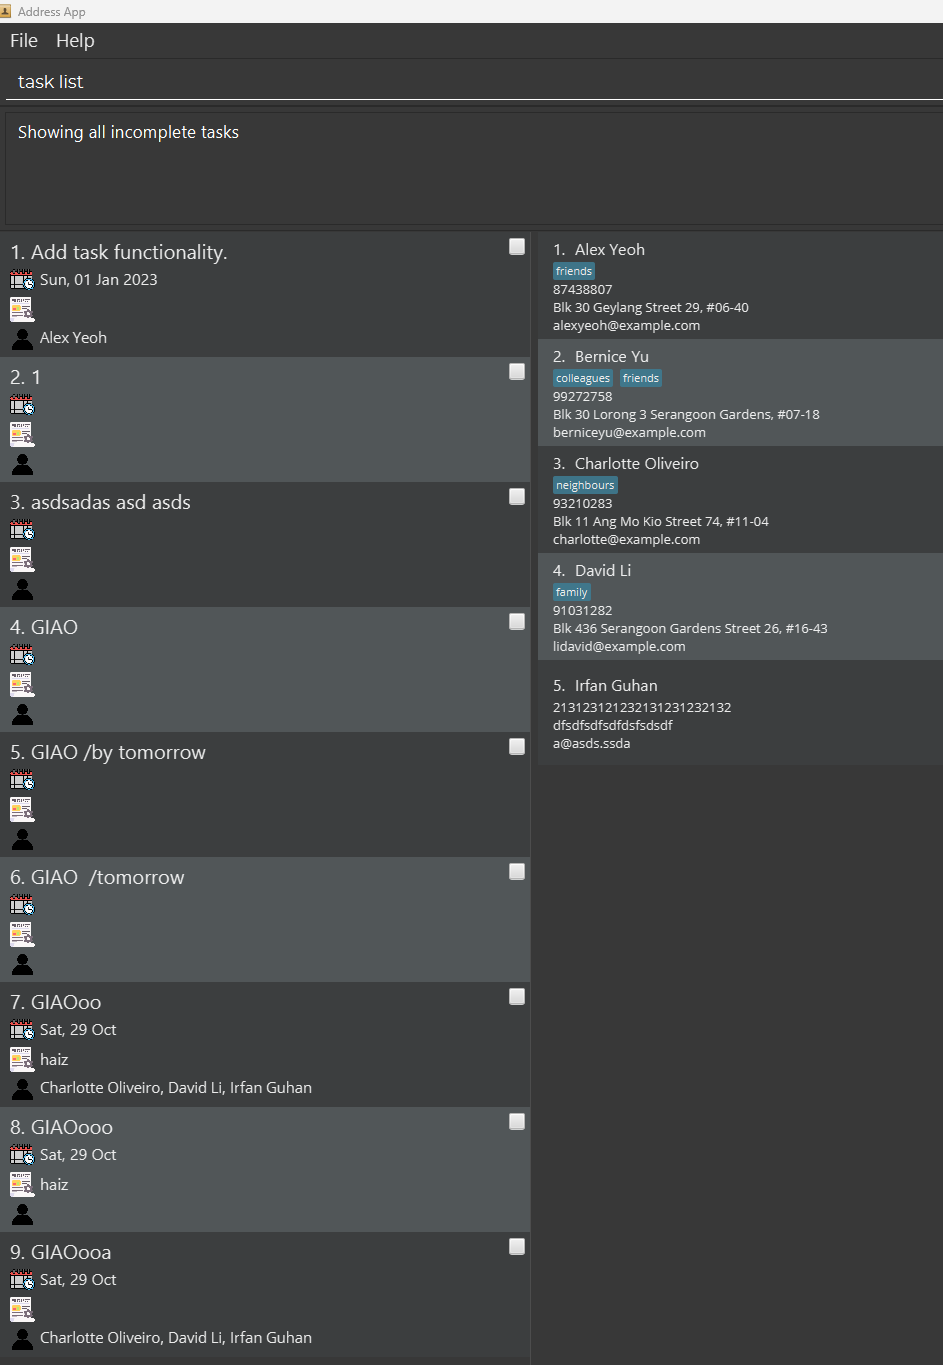 Address App
File Help
task list
Showing all incomplete tasks
1. Add task functionality.
Sun, 01 Jan 2023
Alex Yeoh
2. 1
3. asdsadas asd asds
4. GIAO
5. GIAO /by tomorrow
6. GIAO  /tomorrow
7. GIAOoo
Sat, 29 Oct
haiz
Charlotte Oliveiro, David Li, Irfan Guhan
8. GIAOooo
Sat, 29 Oct
haiz
9. GIAOooa
Sat, 29 Oct
Charlotte Oliveiro, David Li, Irfan Guhan
1. Alex Yeoh
friends
87438807
Blk 30 Geylang Street 29, #06-40
alexyeoh@example.com
2. Bernice Yu
colleagues friends
99272758
Blk 30 Lorong 3 Serangoon Gardens, #07-18
berniceyu@example.com
3. Charlotte Oliveiro
neighbours
93210283
Blk 11 Ang Mo Kio Street 74, #11-04
charlotte@example.com
4. David Li
family
91031282
Blk 436 Serangoon Gardens Street 26, #16-43
lidavid@example.com
5. Irfan Guhan
213123121232131231232132
dfsdfsdfsdfdsfsdsdf
a@asds.ssda